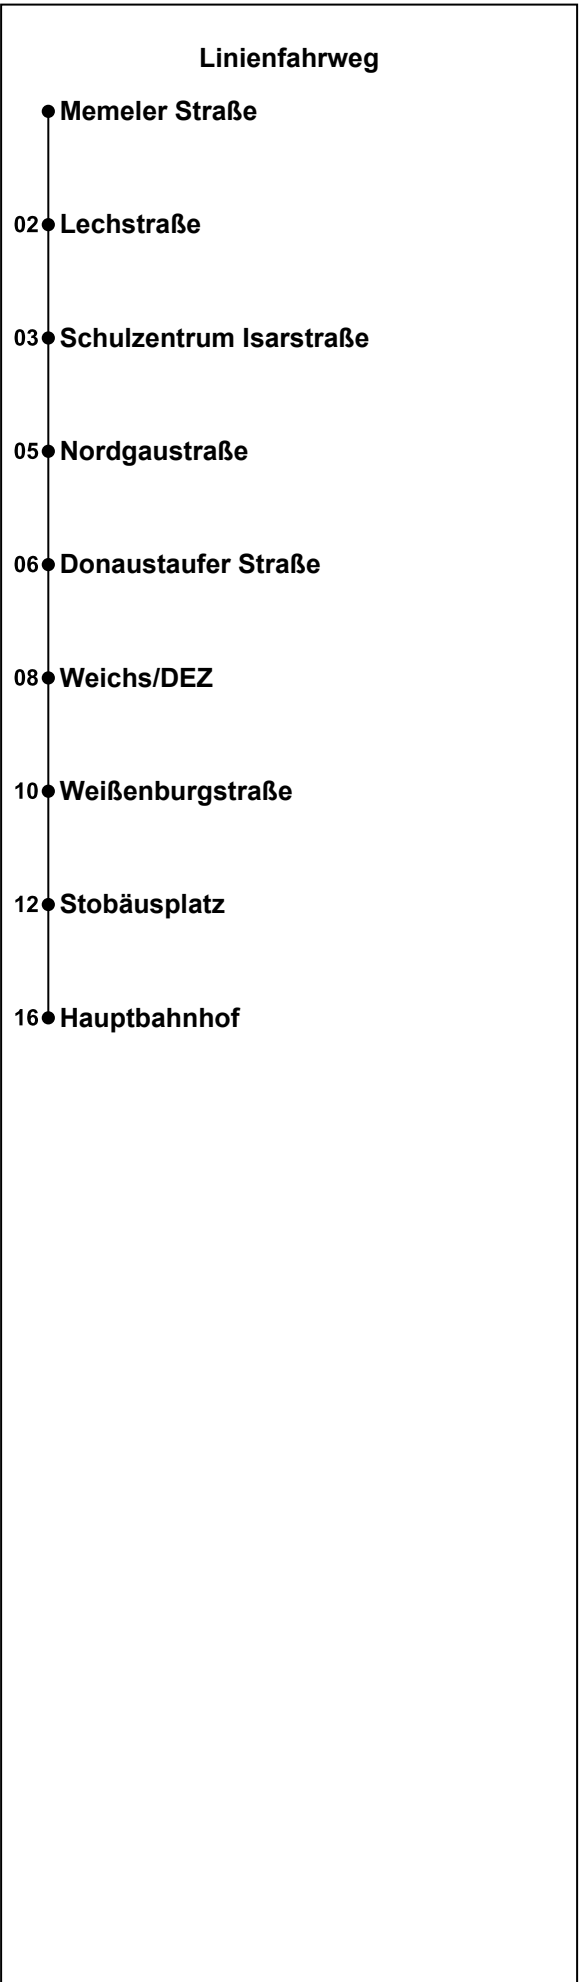 Linienfahrweg
Memeler Straße
02 Lechstraße
03 Schulzentrum Isarstraße
05 Nordgaustraße
06 Donaustaufer Straße
08 Weichs/DEZ
10 Weißenburgstraße
12 Stobäusplatz
16 Hauptbahnhof